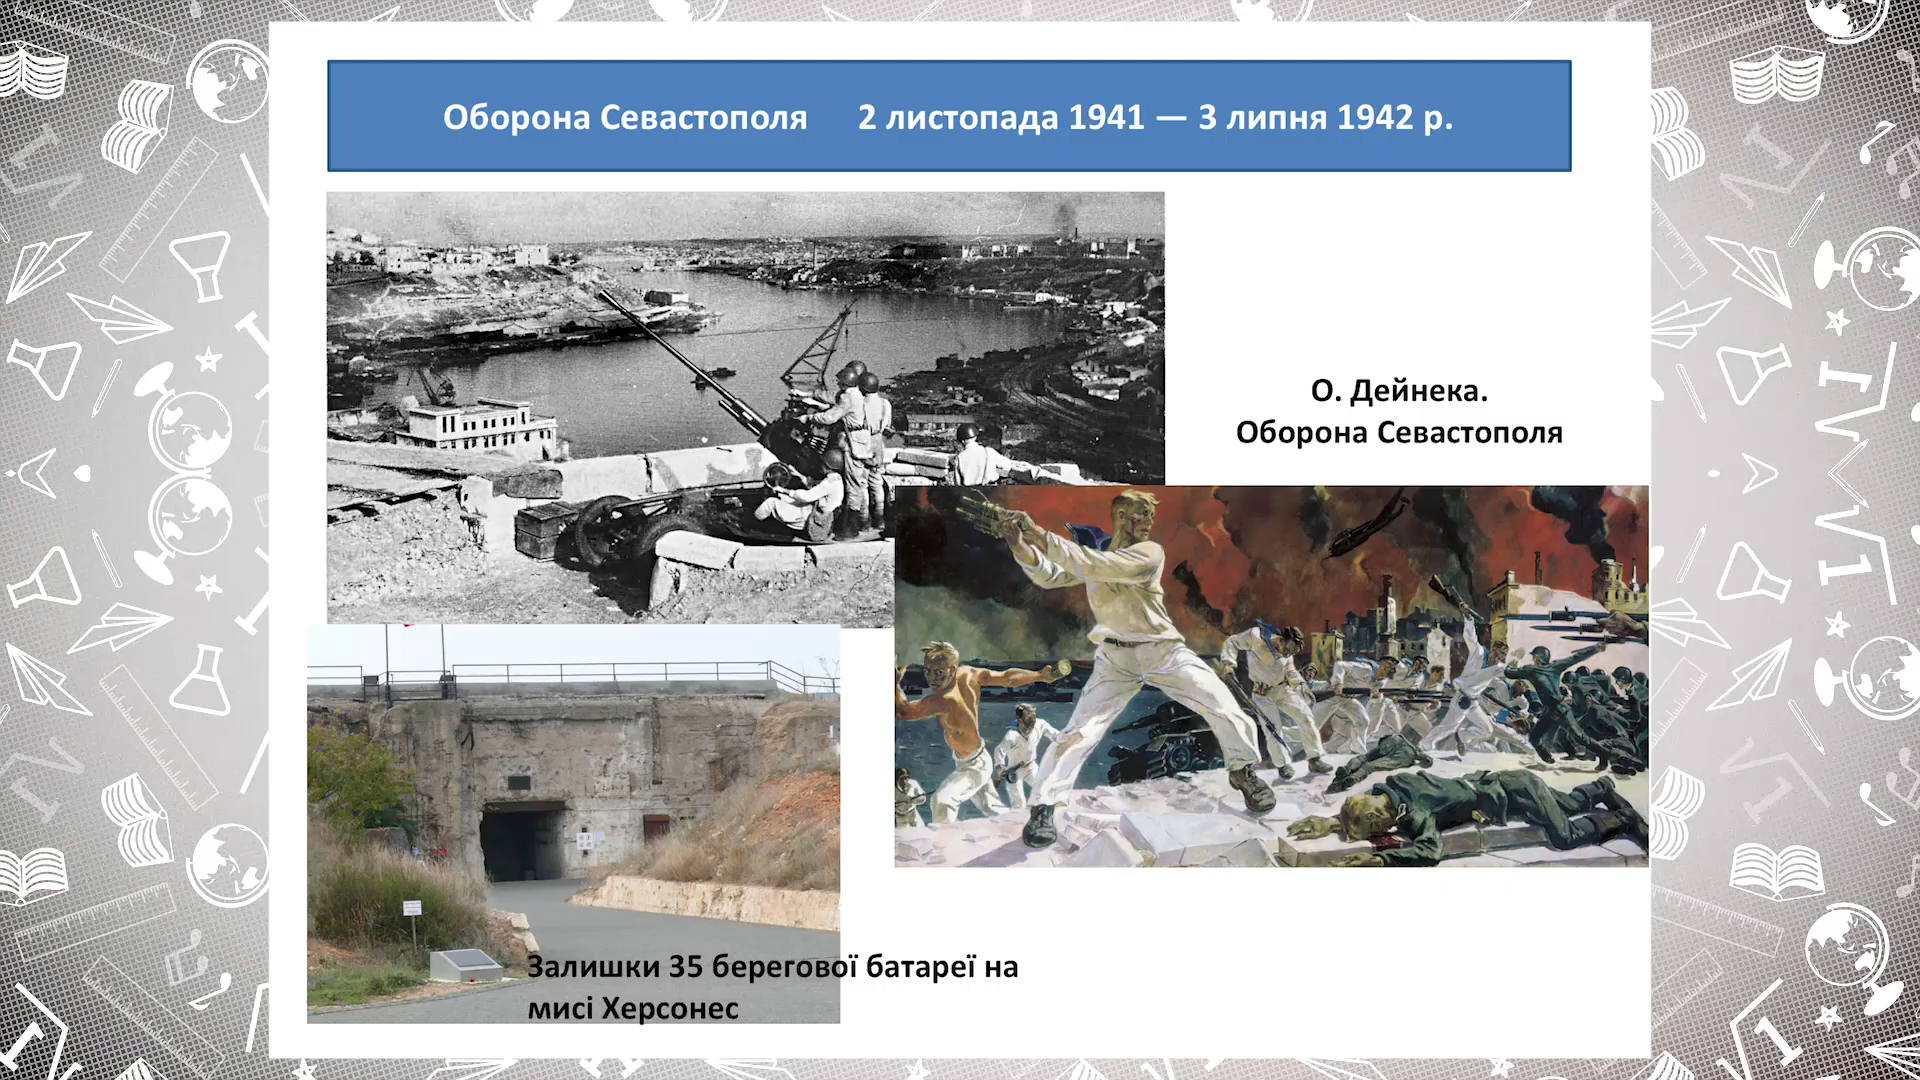 Оборона Севастополя 2 листопада 1941 — 3 липня 1942 р.
О. Дейнека.
Оборона Севастополя
Залишки 35 берегової батареї на
мисі Херсонес